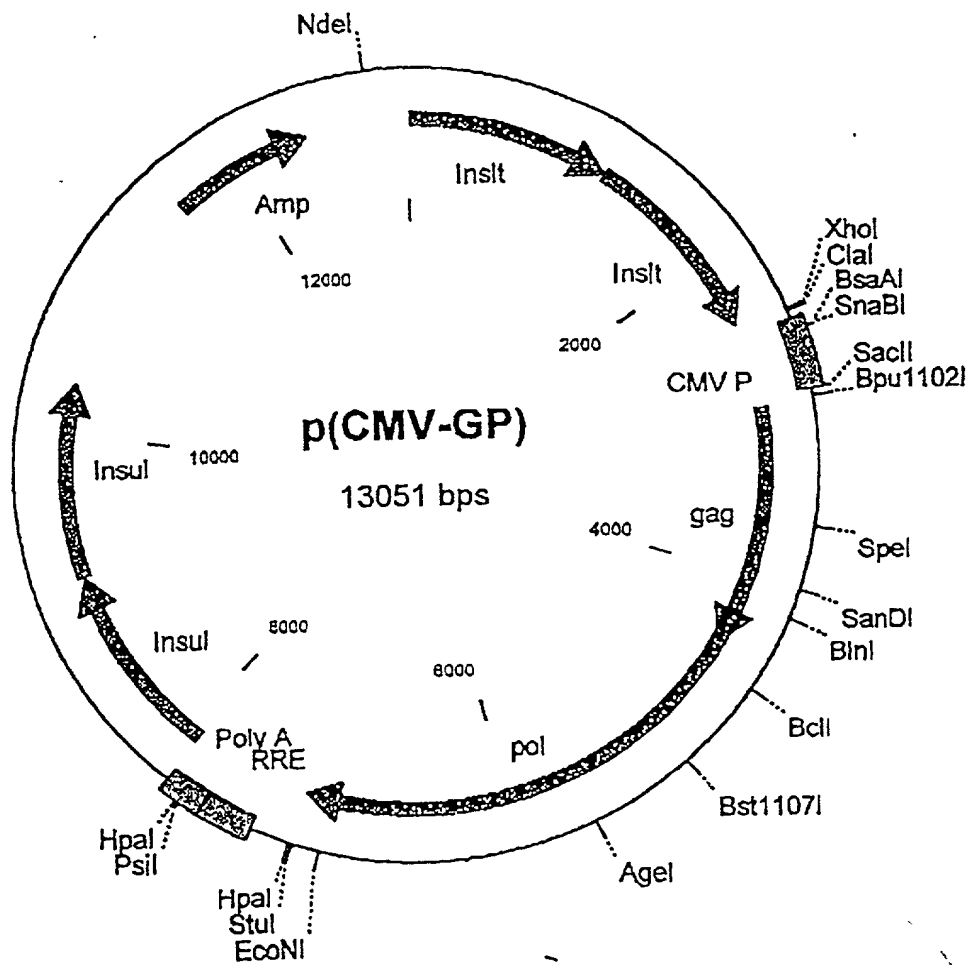 NdeI
Inslt
Amp
12000
Inslt
2000
XhoI
ClaI
BsaAI
SnaBI
SacII
Bpu1102I
CMV P
p(CMV-GP)
13051 bps
Insul
10000
gag
4000
SpeI
SanDI
BlnI
Insul
8000
6000
BclI
pol
Poly A
RRE
Bst1107I
HpaI
PsiI
AgeI
HpaI
StuI
EcoNI